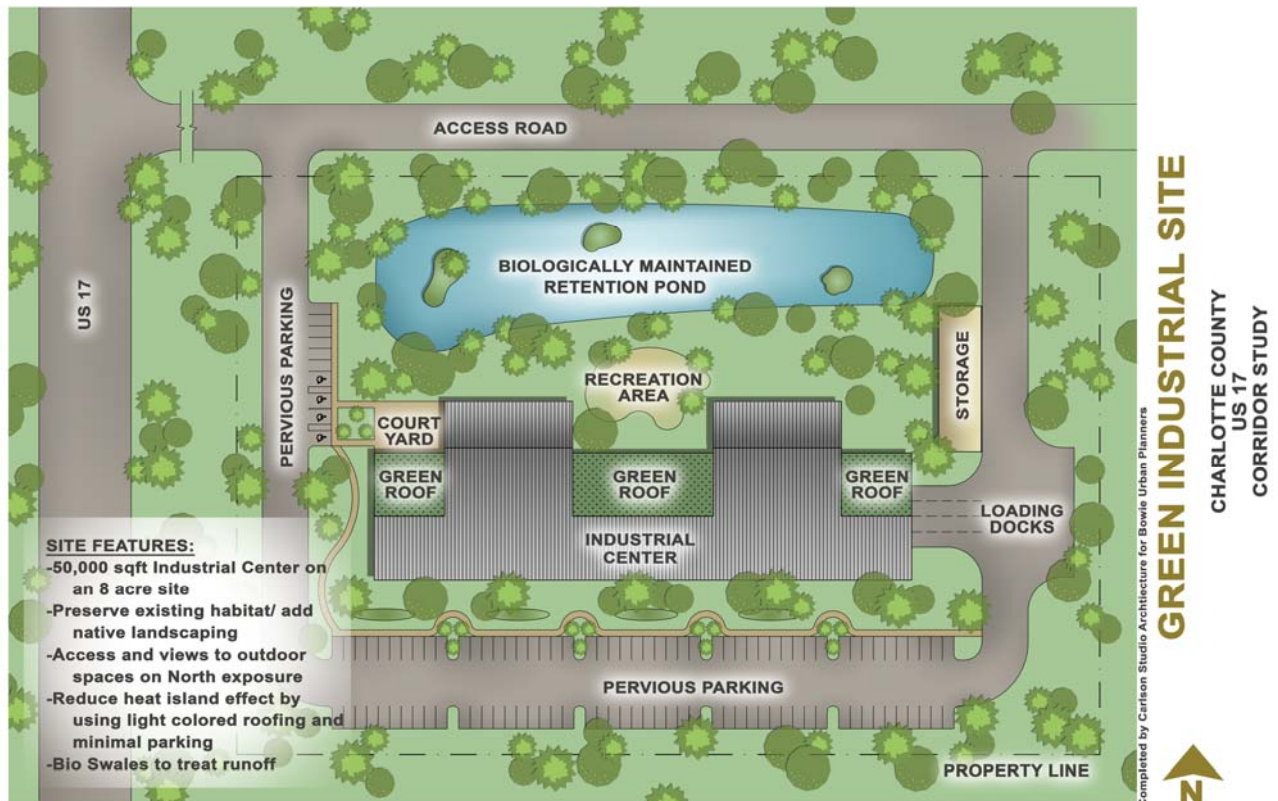 ACCESS ROAD
US 17
PERVIOUS PARKING
BIOLOGICALLY MAINTAINED
RETENTION POND
RECREATION
AREA
STORAGE
COURT
YARD
GREEN
ROOF
GREEN
ROOF
GREEN
ROOF
INDUSTRIAL
CENTER
LOADING
DOCKS
PERVIOUS PARKING
PROPERTY LINE
SITE FEATURES:
-50,000 sqft Industrial Center on
an 8 acre site
-Preserve existing habitat/ add
native landscaping
-Access and views to outdoor
spaces on North exposure
-Reduce heat island effect by
using light colored roofing and
minimal parking
-Bio Swales to treat runoff
Completed by Carlson Studio Archtiecture for Bowie Urban Planners
GREEN INDUSTRIAL SITE
CHARLOTTE COUNTY
US 17
CORRIDOR STUDY
N